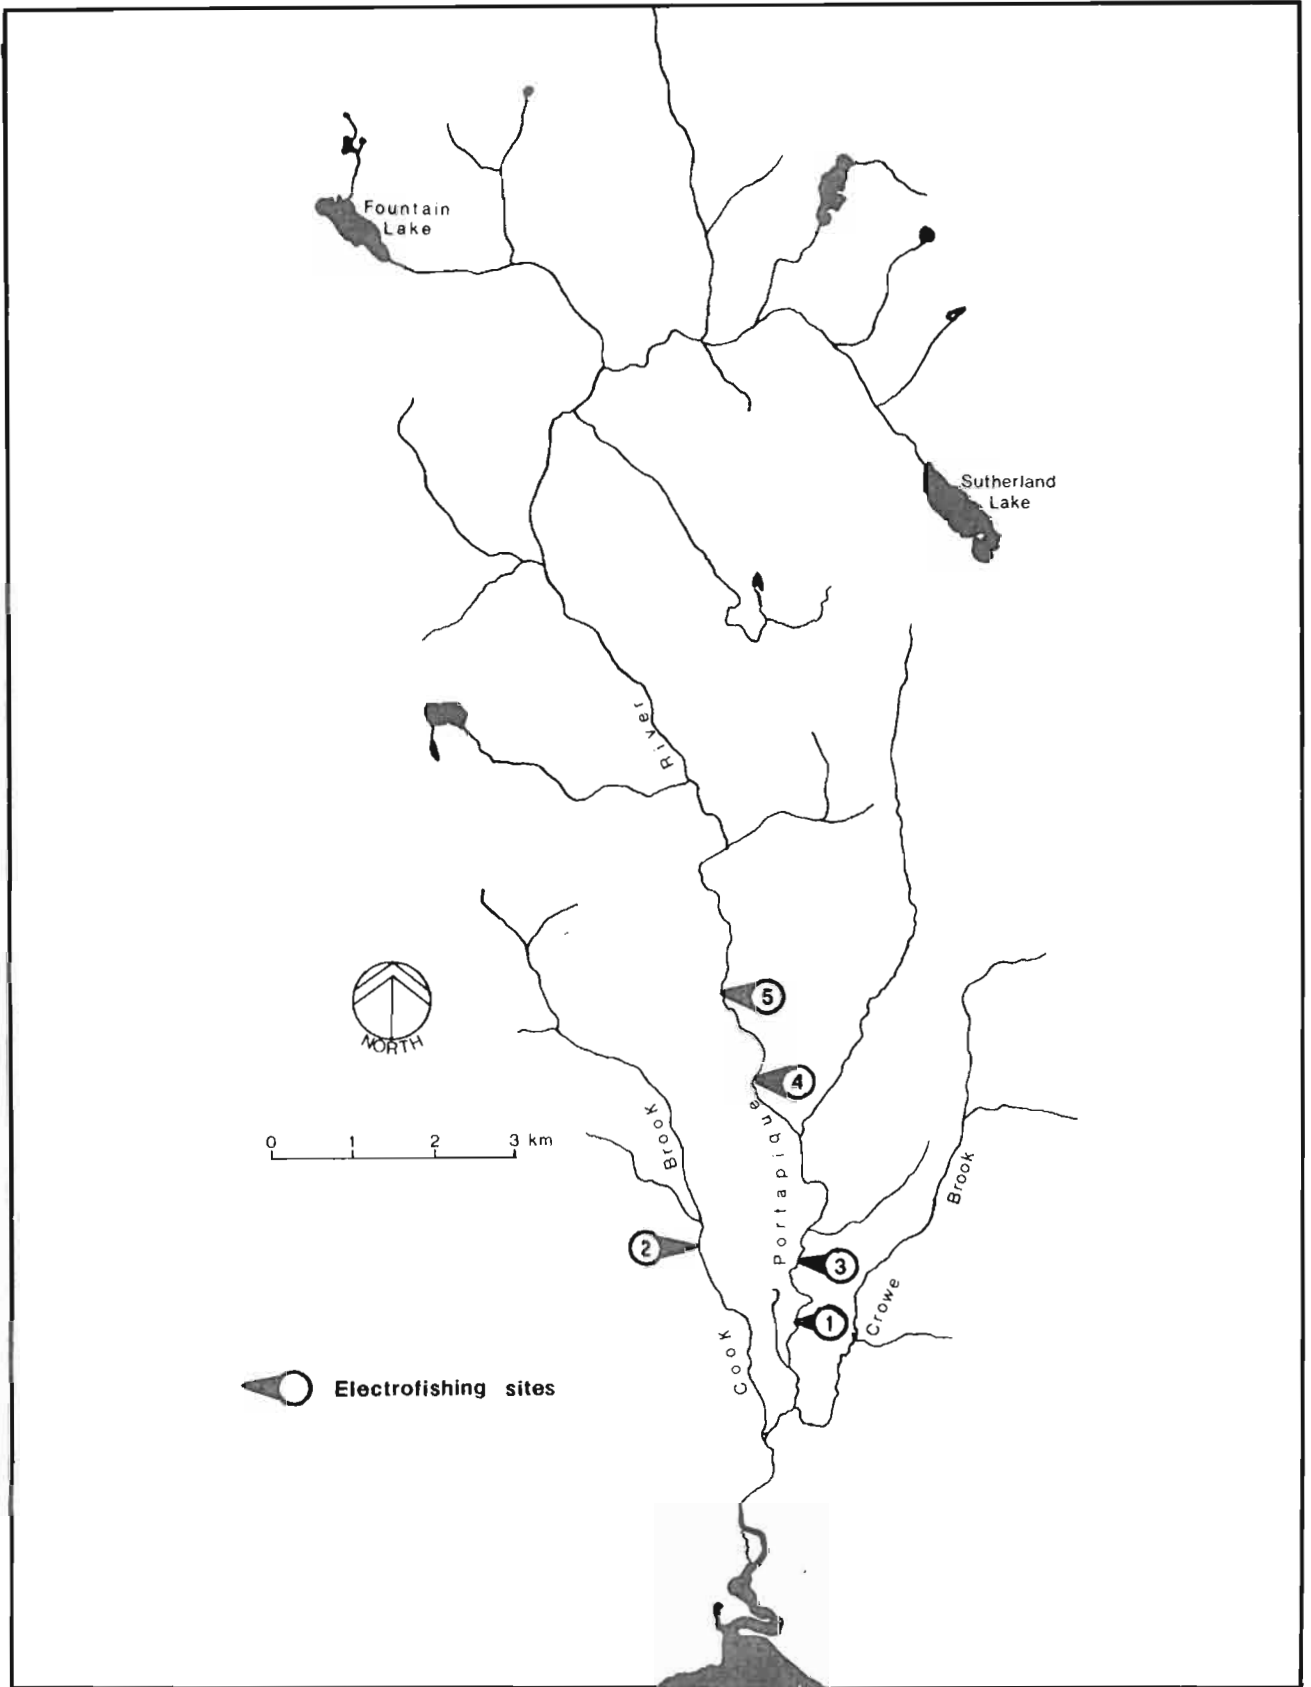 Fountain
Lake
Sutherland
Lake
River
5
NORTH
4
0 1 2 3 km
Brook
Portapique
Brook
2
3
1
Crowe
Cook
Electrofishing sites